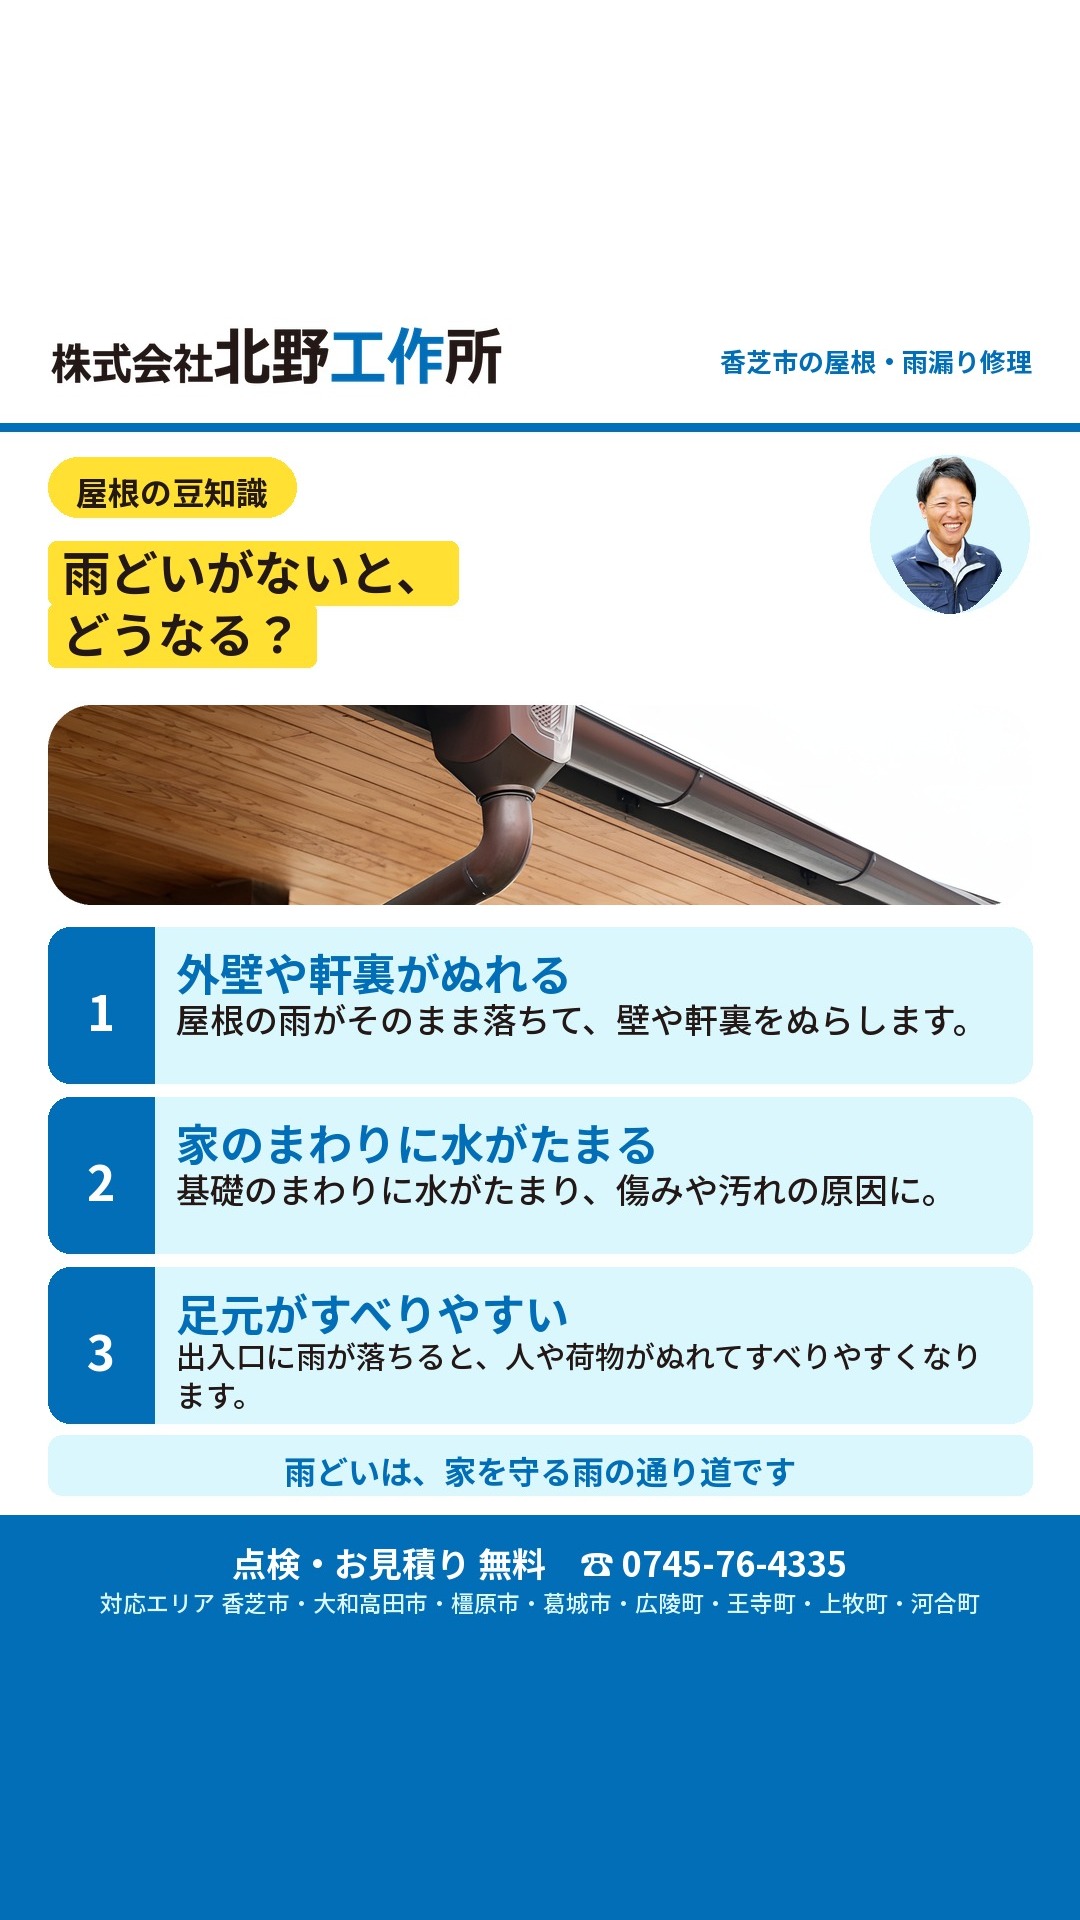 株式会社北野工作所
香芝市の屋根・雨漏り修理
屋根の豆知識
雨どいがないと、
どうなる？
1
外壁や軒裏がぬれる
屋根の雨がそのまま落ちて、壁や軒裏をぬらします。
2
家のまわりに水がたまる
基礎のまわりに水がたまり、傷みや汚れの原因に。
3
足元がすべりやすい
出入口に雨が落ちると、人や荷物がぬれてすべりやすくなり
ます。
雨どいは、家を守る雨の通り道です
点検・お見積り 無料　☎ 0745-76-4335
対応エリア 香芝市・大和高田市・橿原市・葛城市・広陵町・王寺町・上牧町・河合町